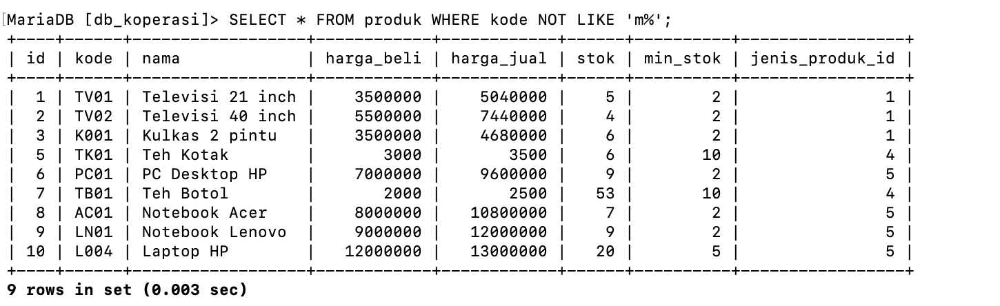 [MariaDB [db_koperasi]> SELECT * FROM produk WHERE kode NOT LIKE 'm%';
+----+------+------------------+------------+------------+------+----------+-----------------+
| id | kode | nama             | harga_beli | harga_jual | stok | min_stok | jenis_produk_id |
+----+------+------------------+------------+------------+------+----------+-----------------+
|  1 | TV01 | Televisi 21 inch |    3500000 |    5040000 |    5 |        2 |               1 |
|  2 | TV02 | Televisi 40 inch |    5500000 |    7440000 |    4 |        2 |               1 |
|  3 | K001 | Kulkas 2 pintu   |    3500000 |    4680000 |    6 |        2 |               1 |
|  5 | TK01 | Teh Kotak        |       3000 |       3500 |    6 |       10 |               4 |
|  6 | PC01 | PC Desktop HP    |    7000000 |    9600000 |    9 |        2 |               5 |
|  7 | TB01 | Teh Botol        |       2000 |       2500 |   53 |       10 |               4 |
|  8 | AC01 | Notebook Acer    |    8000000 |   10800000 |    7 |        2 |               5 |
|  9 | LN01 | Notebook Lenovo  |    9000000 |   12000000 |    9 |        2 |               5 |
| 10 | L004 | Laptop HP        |   12000000 |   13000000 |   20 |        5 |               5 |
+----+------+------------------+------------+------------+------+----------+-----------------+
9 rows in set (0.003 sec)